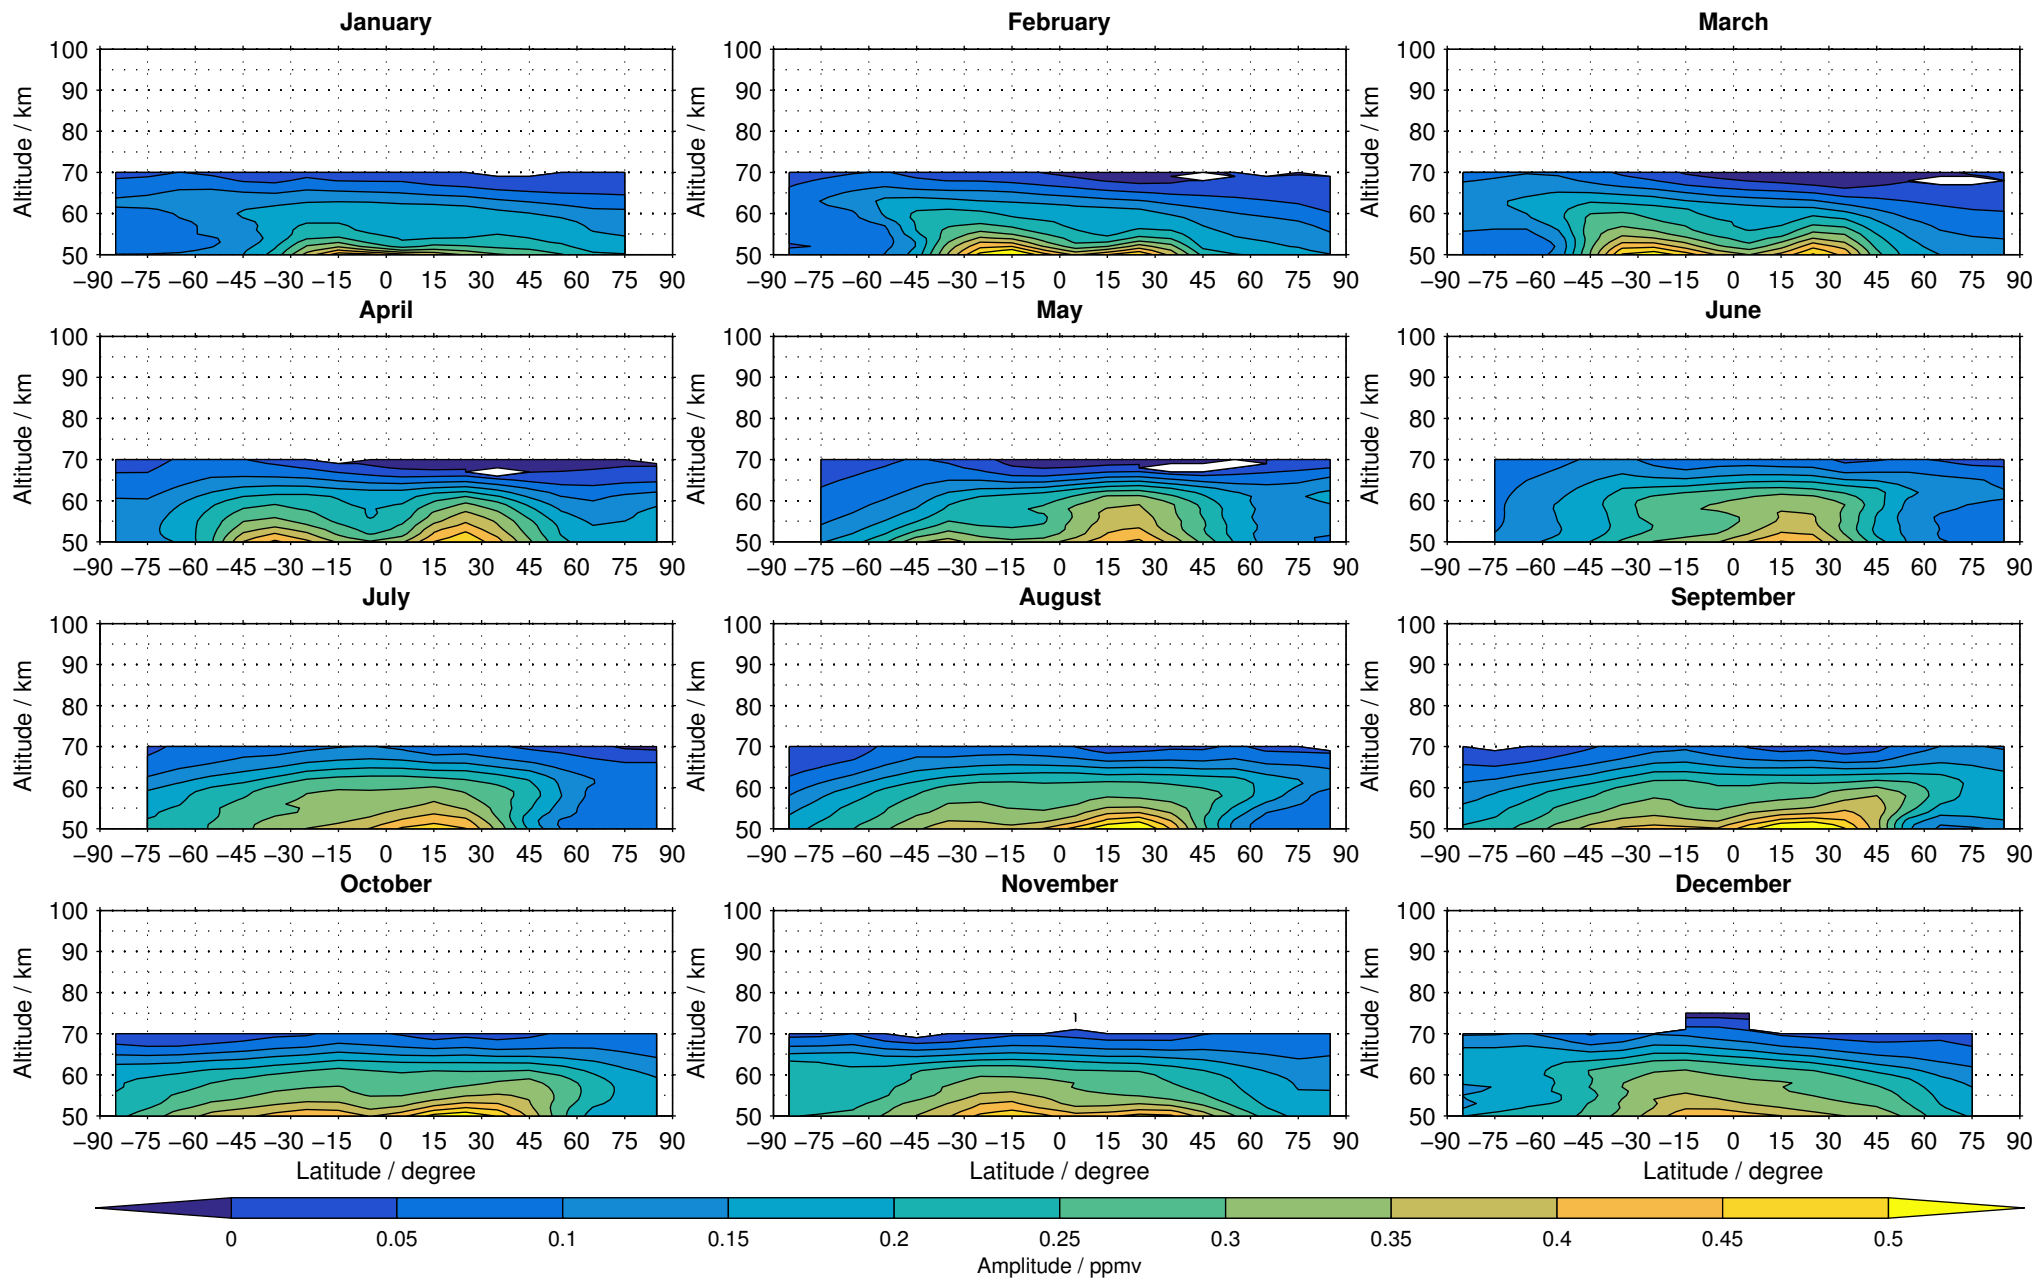 January February March
100 100 100
90 90 90
80 80 80
70 70 70
60 60 60
50 50 50
Altitude / km Altitude / km Altitude / km
−90 −75 −60 −45 −30 −15 0 15 30 45 60 75 90 −90 −75 −60 −45 −30 −15 0 15 30 45 60 75 90 −90 −75 −60 −45 −30 −15 0 15 30 45 60 75 90
April May June
100 100 100
90 90 90
80 80 80
70 70 70
60 60 60
50 50 50
Altitude / km Altitude / km Altitude / km
−90 −75 −60 −45 −30 −15 0 15 30 45 60 75 90 −90 −75 −60 −45 −30 −15 0 15 30 45 60 75 90 −90 −75 −60 −45 −30 −15 0 15 30 45 60 75 90
July August September
100 100 100
90 90 90
80 80 80
70 70 70
60 60 60
50 50 50
Altitude / km Altitude / km Altitude / km
−90 −75 −60 −45 −30 −15 0 15 30 45 60 75 90 −90 −75 −60 −45 −30 −15 0 15 30 45 60 75 90 −90 −75 −60 −45 −30 −15 0 15 30 45 60 75 90
October November December
100 100 100
90 90 90
80 80 80
70 70 70
60 60 60
50 50 50
Altitude / km Altitude / km Altitude / km
−90 −75 −60 −45 −30 −15 0 15 30 45 60 75 90 −90 −75 −60 −45 −30 −15 0 15 30 45 60 75 90 −90 −75 −60 −45 −30 −15 0 15 30 45 60 75 90
Latitude / degree Latitude / degree Latitude / degree
0 0.05 0.1 0.15 0.2 0.25 0.3 0.35 0.4 0.45 0.5
Amplitude / ppmv